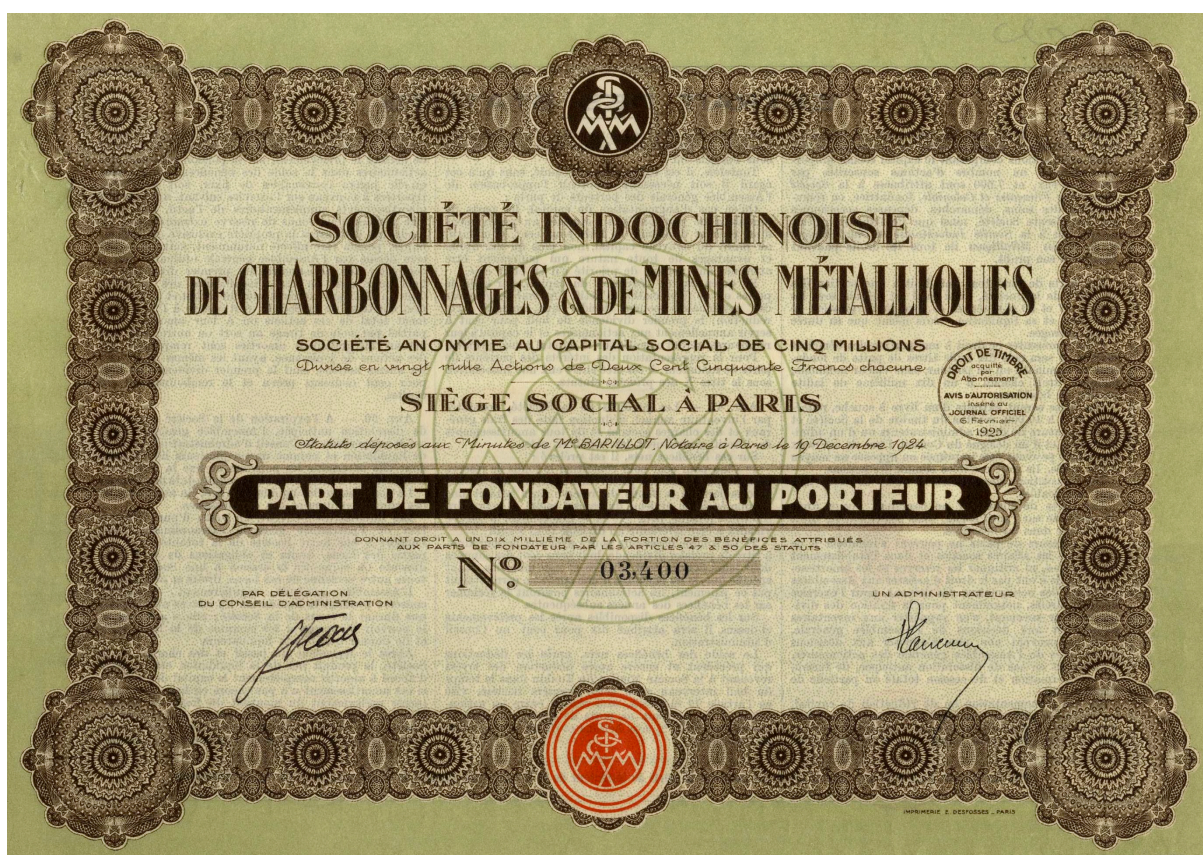 SOCIÉTÉ INDOCHINOISE
DE CHARBONNAGES & DE MINES MÉTALLIQUES
SOCIÉTÉ ANONYME AU CAPITAL SOCIAL DE CINQ MILLIONS
Divisé en vingt mille Actions de Deux Cent Cinquante Francs chacune
SIÈGE SOCIAL À PARIS
Statuts déposés aux Minutes de Me BARILLOT, Notaire à Paris le 19 Décembre 1924
DROIT DE TIMBRE
acquitté
par
Abonnement
AVIS D'AUTORISATION
inséré au
JOURNAL OFFICIEL
6. Février
1925
PART DE FONDATEUR AU PORTEUR
DONNANT DROIT A UN DIX MILLIÉME DE LA PORTION DES BÉNÉFICES ATTRIBUÉS
AUX PARTS DE FONDATEUR PAR LES ARTICLES 47 & 50 DES STATUTS
No. 03,400
PAR DÉLÉGATION
DU CONSEIL D'ADMINISTRATION
UN ADMINISTRATEUR
IMPRIMERIE E. DESFOSSES _ PARIS